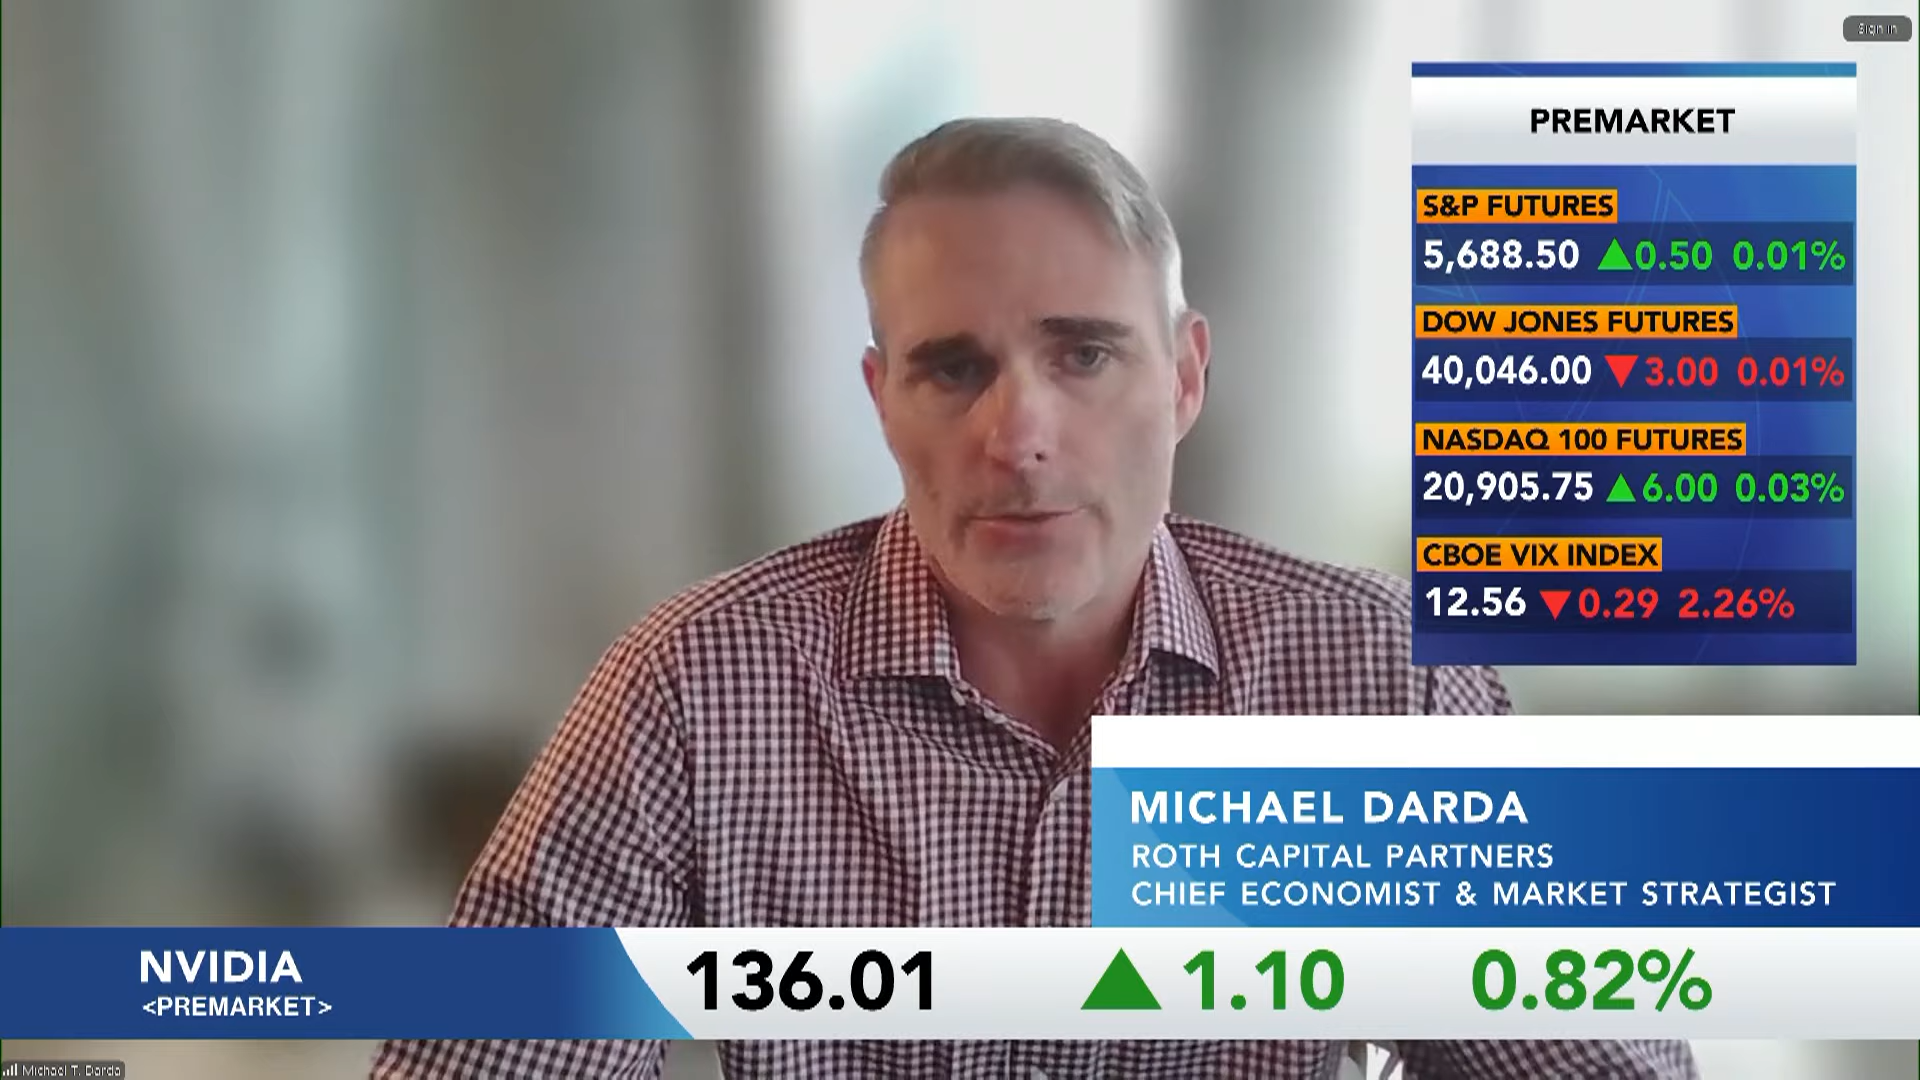 Sign in
PREMARKET
S&P FUTURES
5,688.50 ▲0.50 0.01%
DOW JONES FUTURES
40,046.00 ▼3.00 0.01%
NASDAQ 100 FUTURES
20,905.75 ▲6.00 0.03%
CBOE VIX INDEX
12.56 ▼0.29 2.26%
MICHAEL DARDA
ROTH CAPITAL PARTNERS
CHIEF ECONOMIST & MARKET STRATEGIST
NVIDIA
<PREMARKET>
136.01 ▲1.10 0.82%
Michael T. Darda